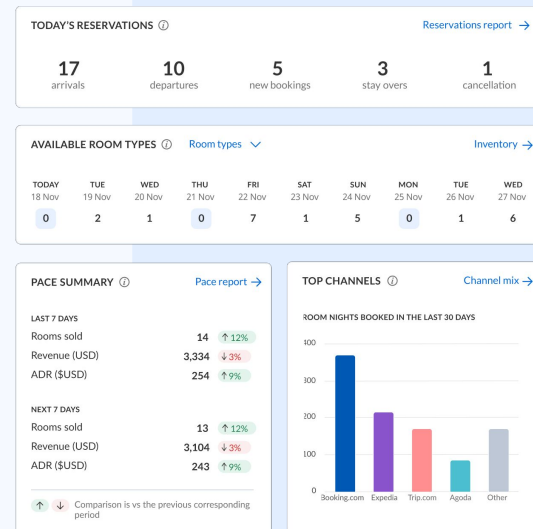 TODAY'S RESERVATIONS Reservations report →
17 10 5 3 1
arrivals departures new bookings stay overs cancellation
AVAILABLE ROOM TYPES Room types Inventory →
TODAY TUE WED THU FRI SAT SUN MON TUE WED
18 Nov 19 Nov 20 Nov 21 Nov 22 Nov 23 Nov 24 Nov 25 Nov 26 Nov 27 Nov
0 2 1 0 7 1 5 0 1 6
PACE SUMMARY Pace report →
LAST 7 DAYS
Rooms sold 14 ↑ 12%
Revenue (USD) 3,334 ↓ 3%
ADR ($USD) 254 ↑ 9%
NEXT 7 DAYS
Rooms sold 13 ↑ 12%
Revenue (USD) 3,104 ↓ 3%
ADR ($USD) 243 ↑ 9%
↑ ↓ Comparison is vs the previous corresponding
period
TOP CHANNELS Channel mix →
ROOM NIGHTS BOOKED IN THE LAST 30 DAYS
400
300
200
100
0
Booking.com Expedia Trip.com Agoda Other